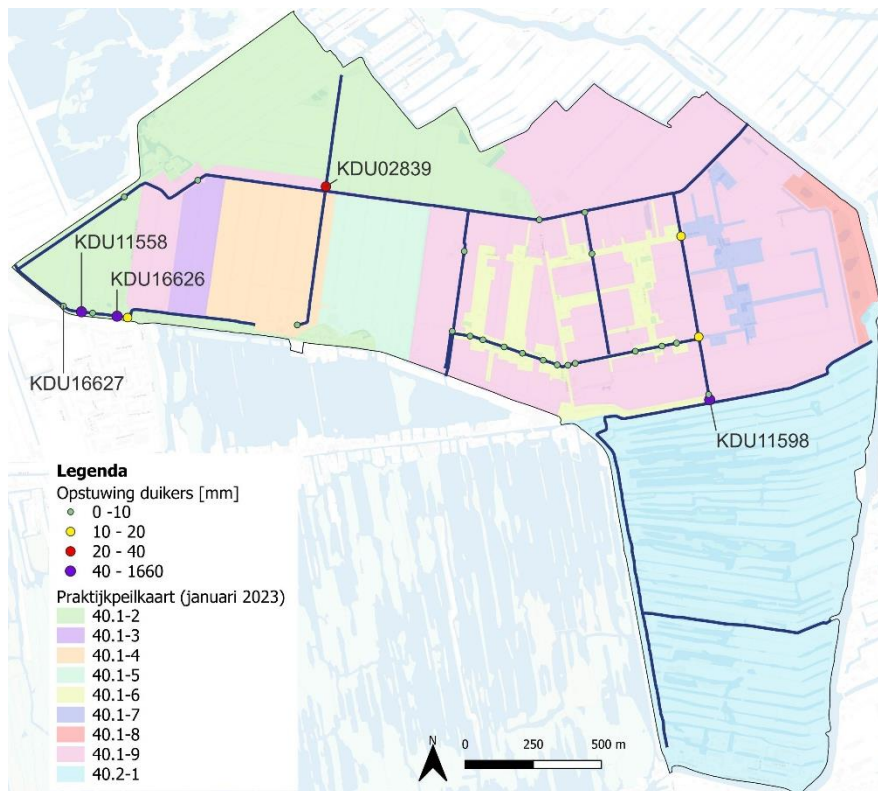 KDU02839
KDU11558
KDU16626
KDU16627
KDU11598
Legenda
Opstuwing duikers [mm]
0 -10
10 - 20
20 - 40
40 - 1660
Praktijkpeilkaart (januari 2023)
40.1-2
40.1-3
40.1-4
40.1-5
40.1-6
40.1-7
40.1-8
40.1-9
40.2-1
N
0 250 500 m